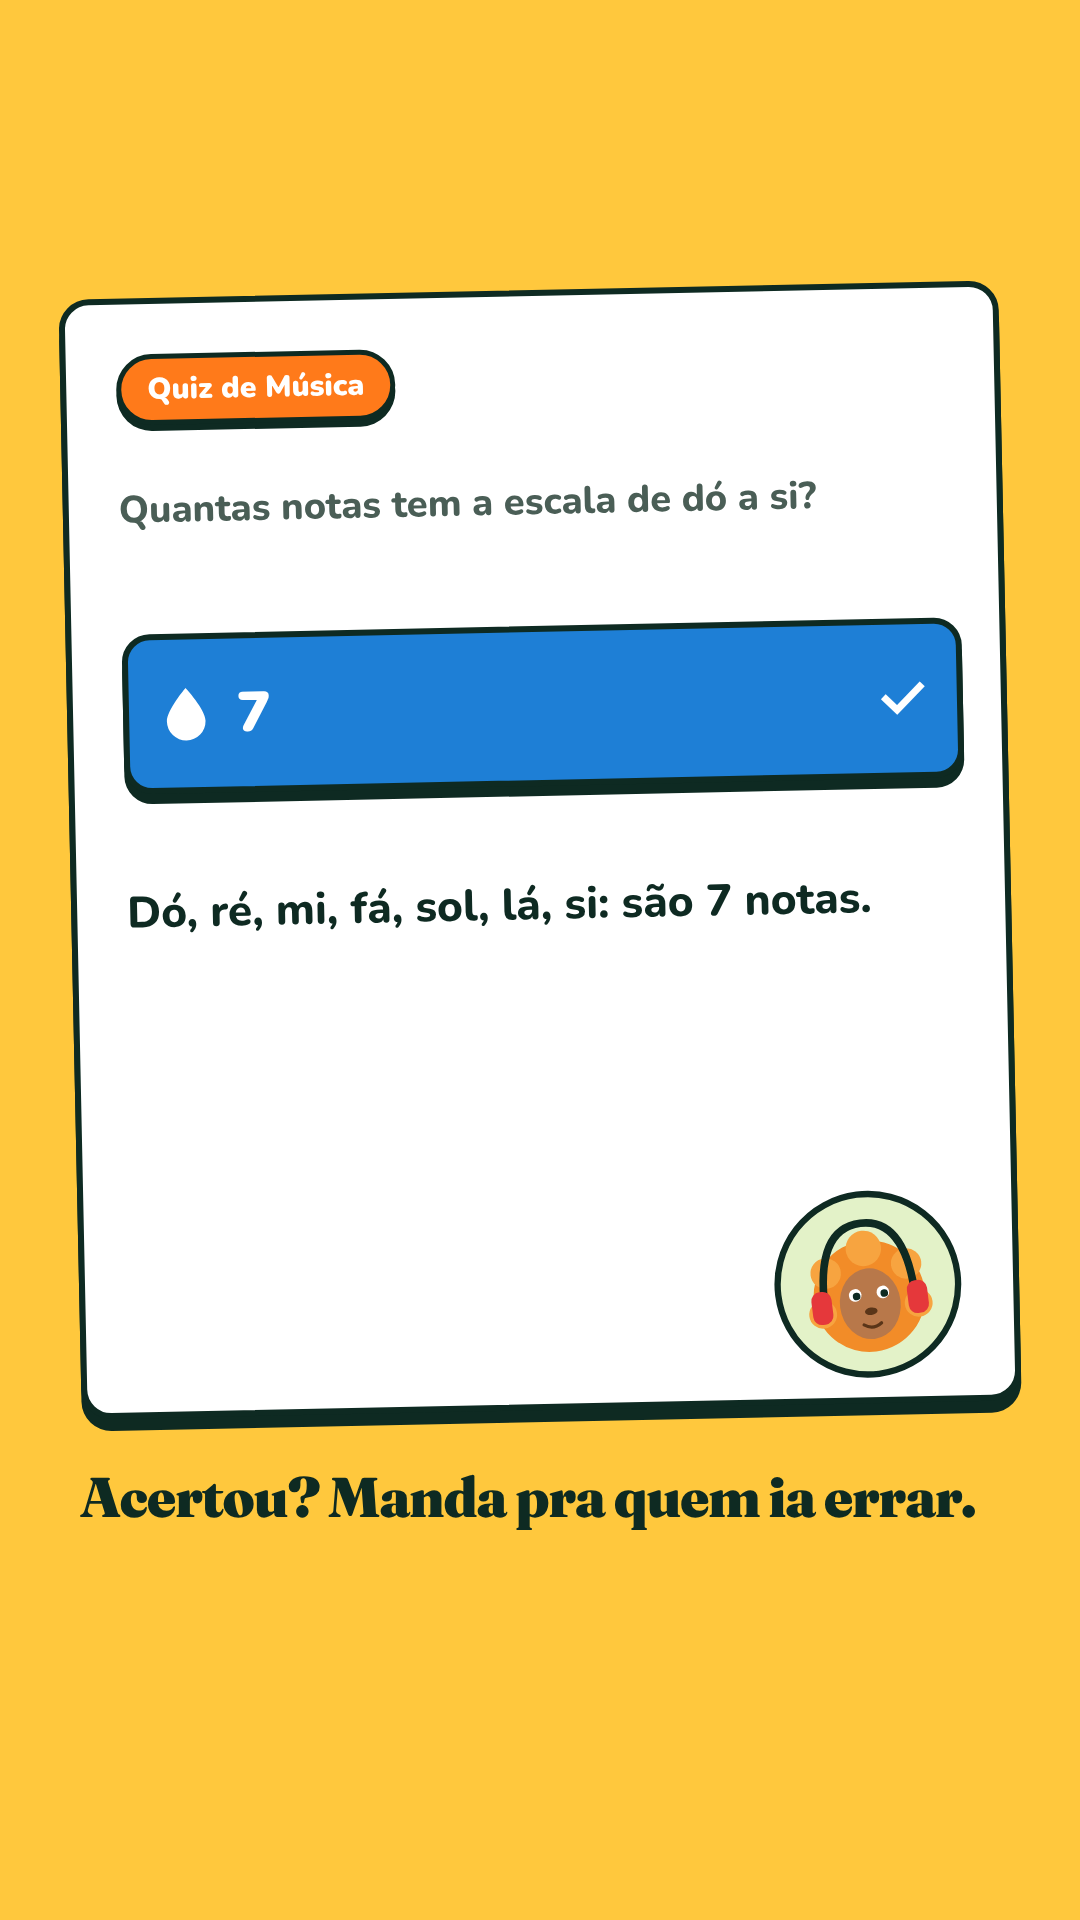 Quiz de Música
Quantas notas tem a escala de dó a si?
7
Dó, ré, mi, fá, sol, lá, si: são 7 notas.
Acertou? Manda pra quem ia errar.